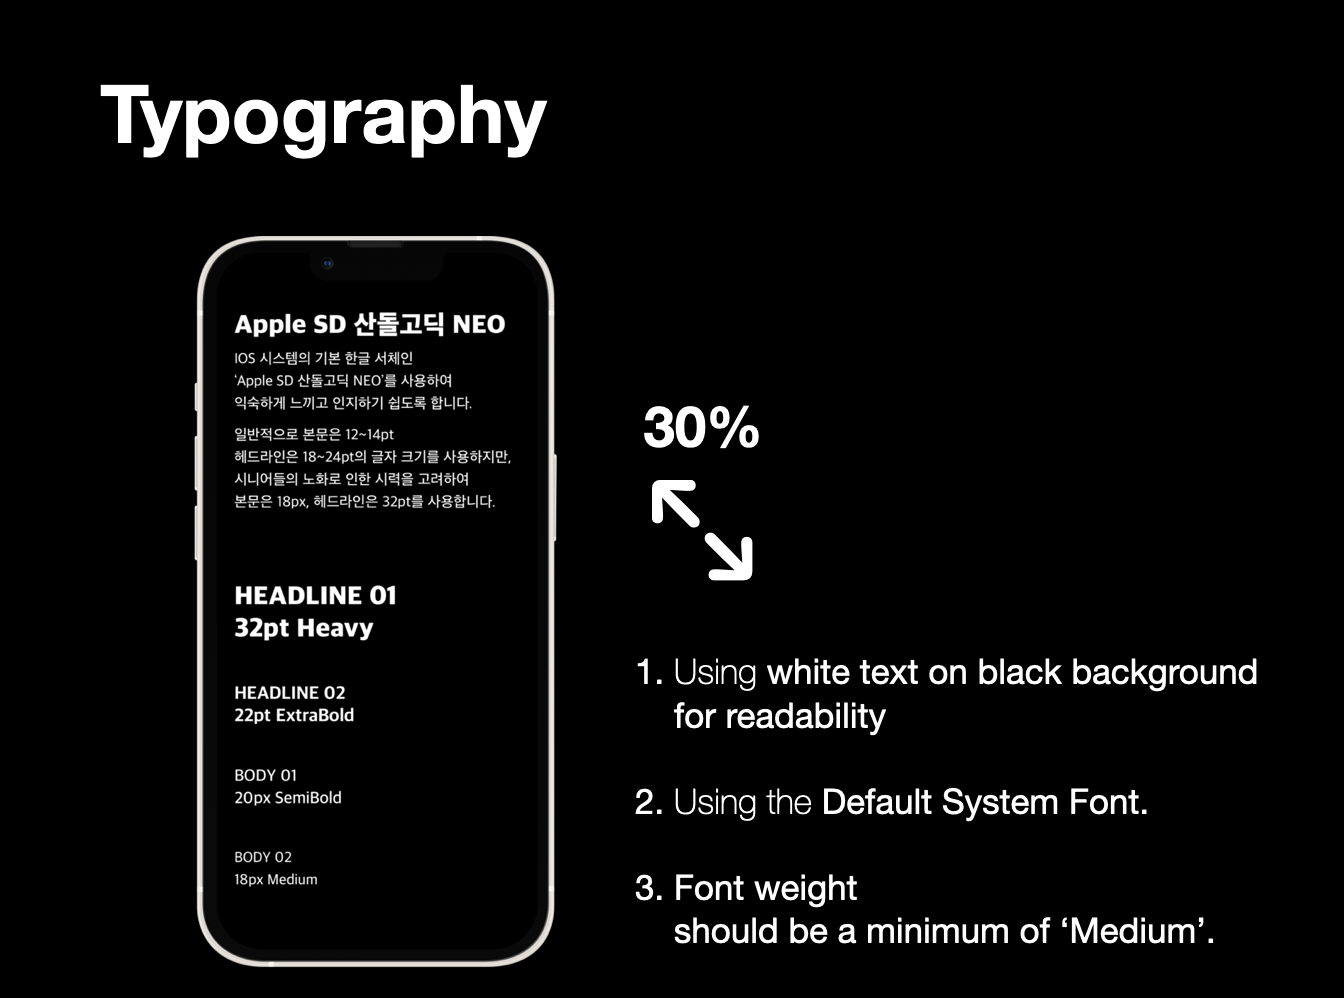 Typography
Apple SD 산돌고딕 NEO
IOS 시스템의 기본 한글 서체인
‘Apple SD 산돌고딕 NEO’를 사용하여
익숙하게 느끼고 인지하기 쉽도록 합니다.
일반적으로 본문은 12~14pt
헤드라인은 18~24pt의 글자 크기를 사용하지만,
시니어들의 노화로 인한 시력을 고려하여
본문은 18px, 헤드라인은 32pt를 사용합니다.
HEADLINE 01
32pt Heavy
HEADLINE 02
22pt ExtraBold
BODY 01
20px SemiBold
BODY 02
18px Medium
30%
1. Using white text on black background
for readability
2. Using the Default System Font.
3. Font weight
should be a minimum of ‘Medium’.